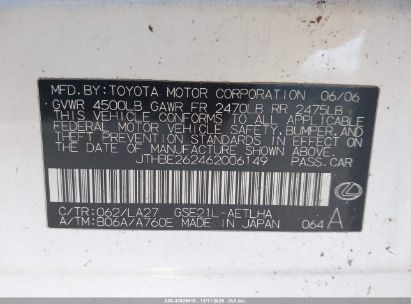 MFD. BY: TOYOTA MOTOR CORPORATION 06/06
GVWR 4500LB GAWR FR 2470LB RR 2475LB
THIS VEHICLE CONFORMS TO ALL APPLICABLE
FEDERAL MOTOR VEHICLE SAFETY, BUMPER, AND
THEFT PREVENTION STANDARDS IN EFFECT ON THE
DATE OF MANUFACTURE SHOWN ABOVE.
JTHBE262462006149 PASS. CAR
C/TR: 062/LA27 GSE21L-AETLHA
A/TM: B06A/A760E MADE IN JAPAN 064 A